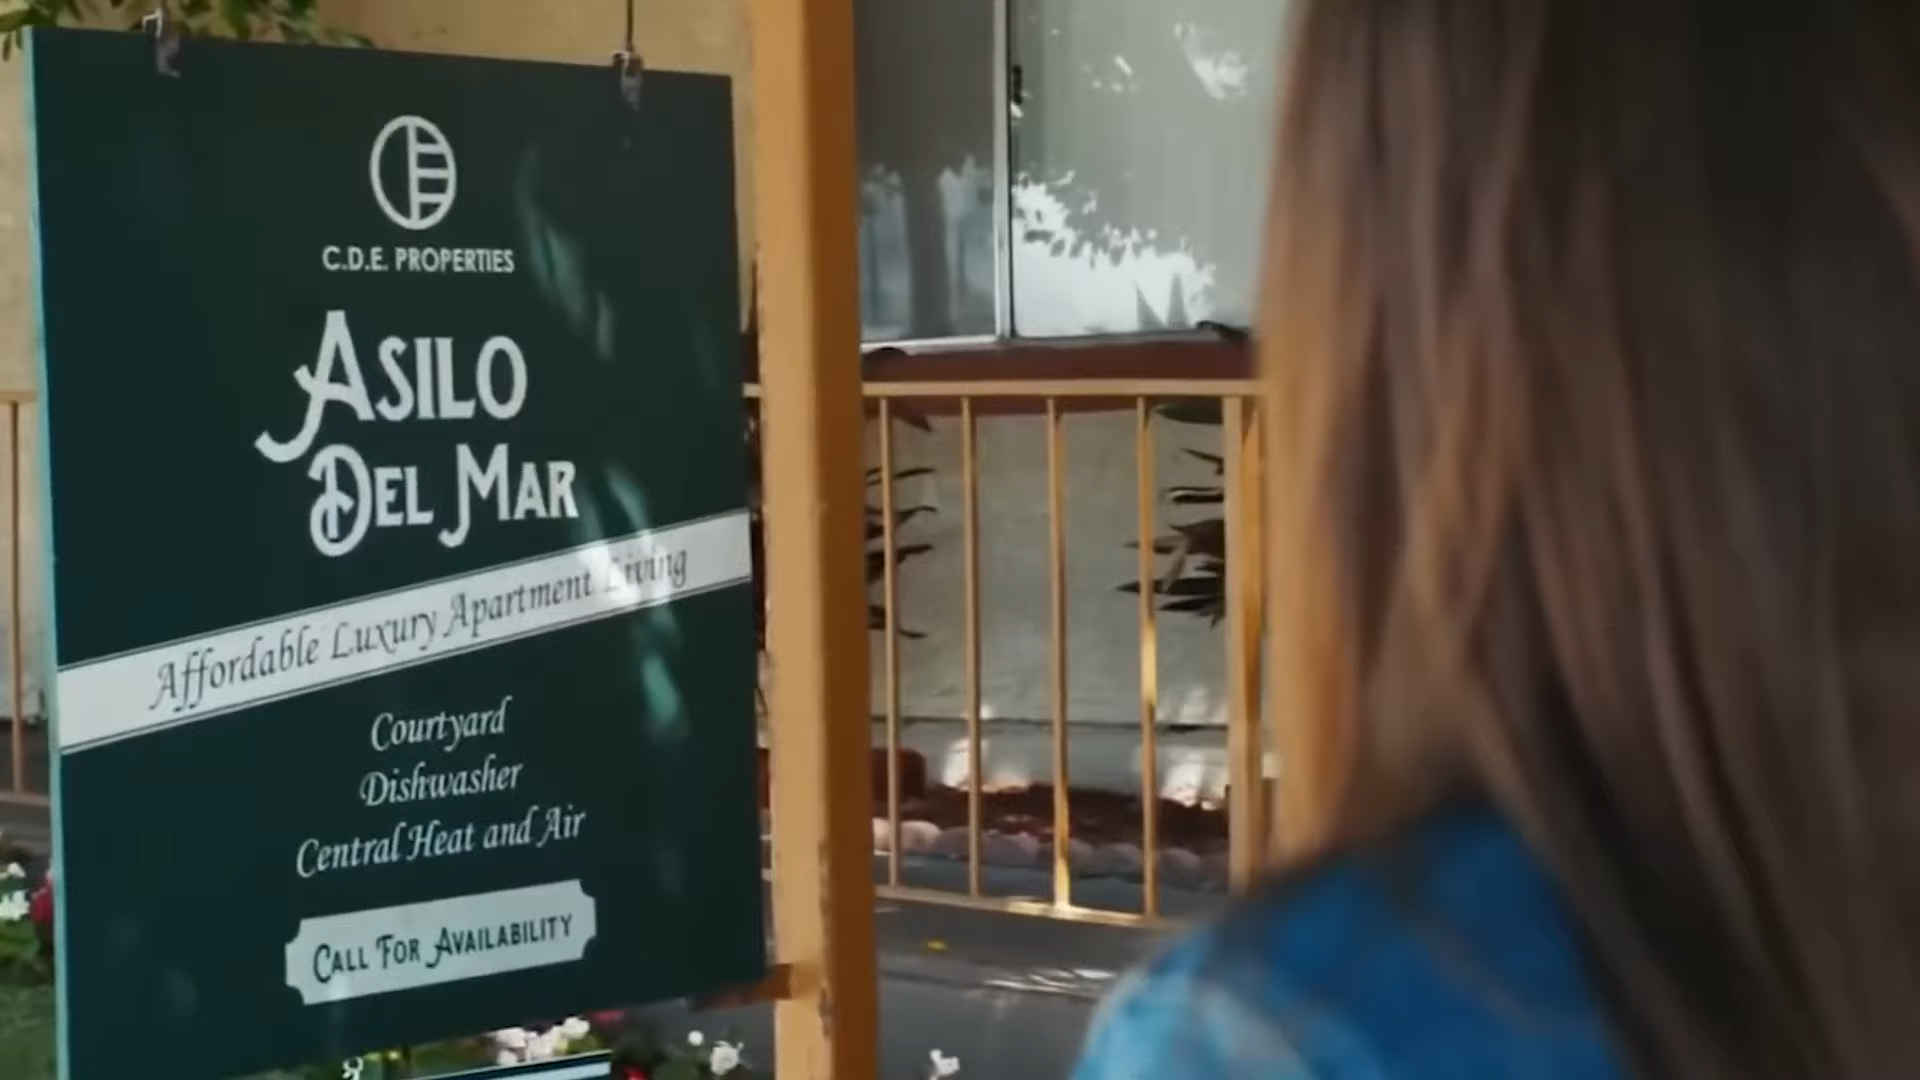 C.D.E. PROPERTIES
ASILO
DEL MAR
Affordable Luxury Apartment Living
Courtyard
Dishwasher
Central Heat and Air
CALL FOR AVAILABILITY